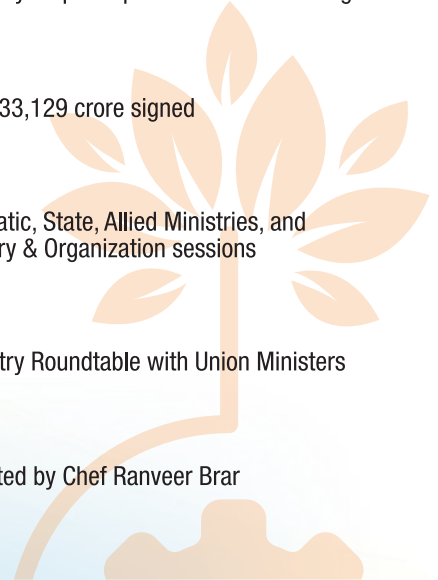 33,129 crore signed
atic, State, Allied Ministries, and
ry & Organization sessions
try Roundtable with Union Ministers
ted by Chef Ranveer Brar